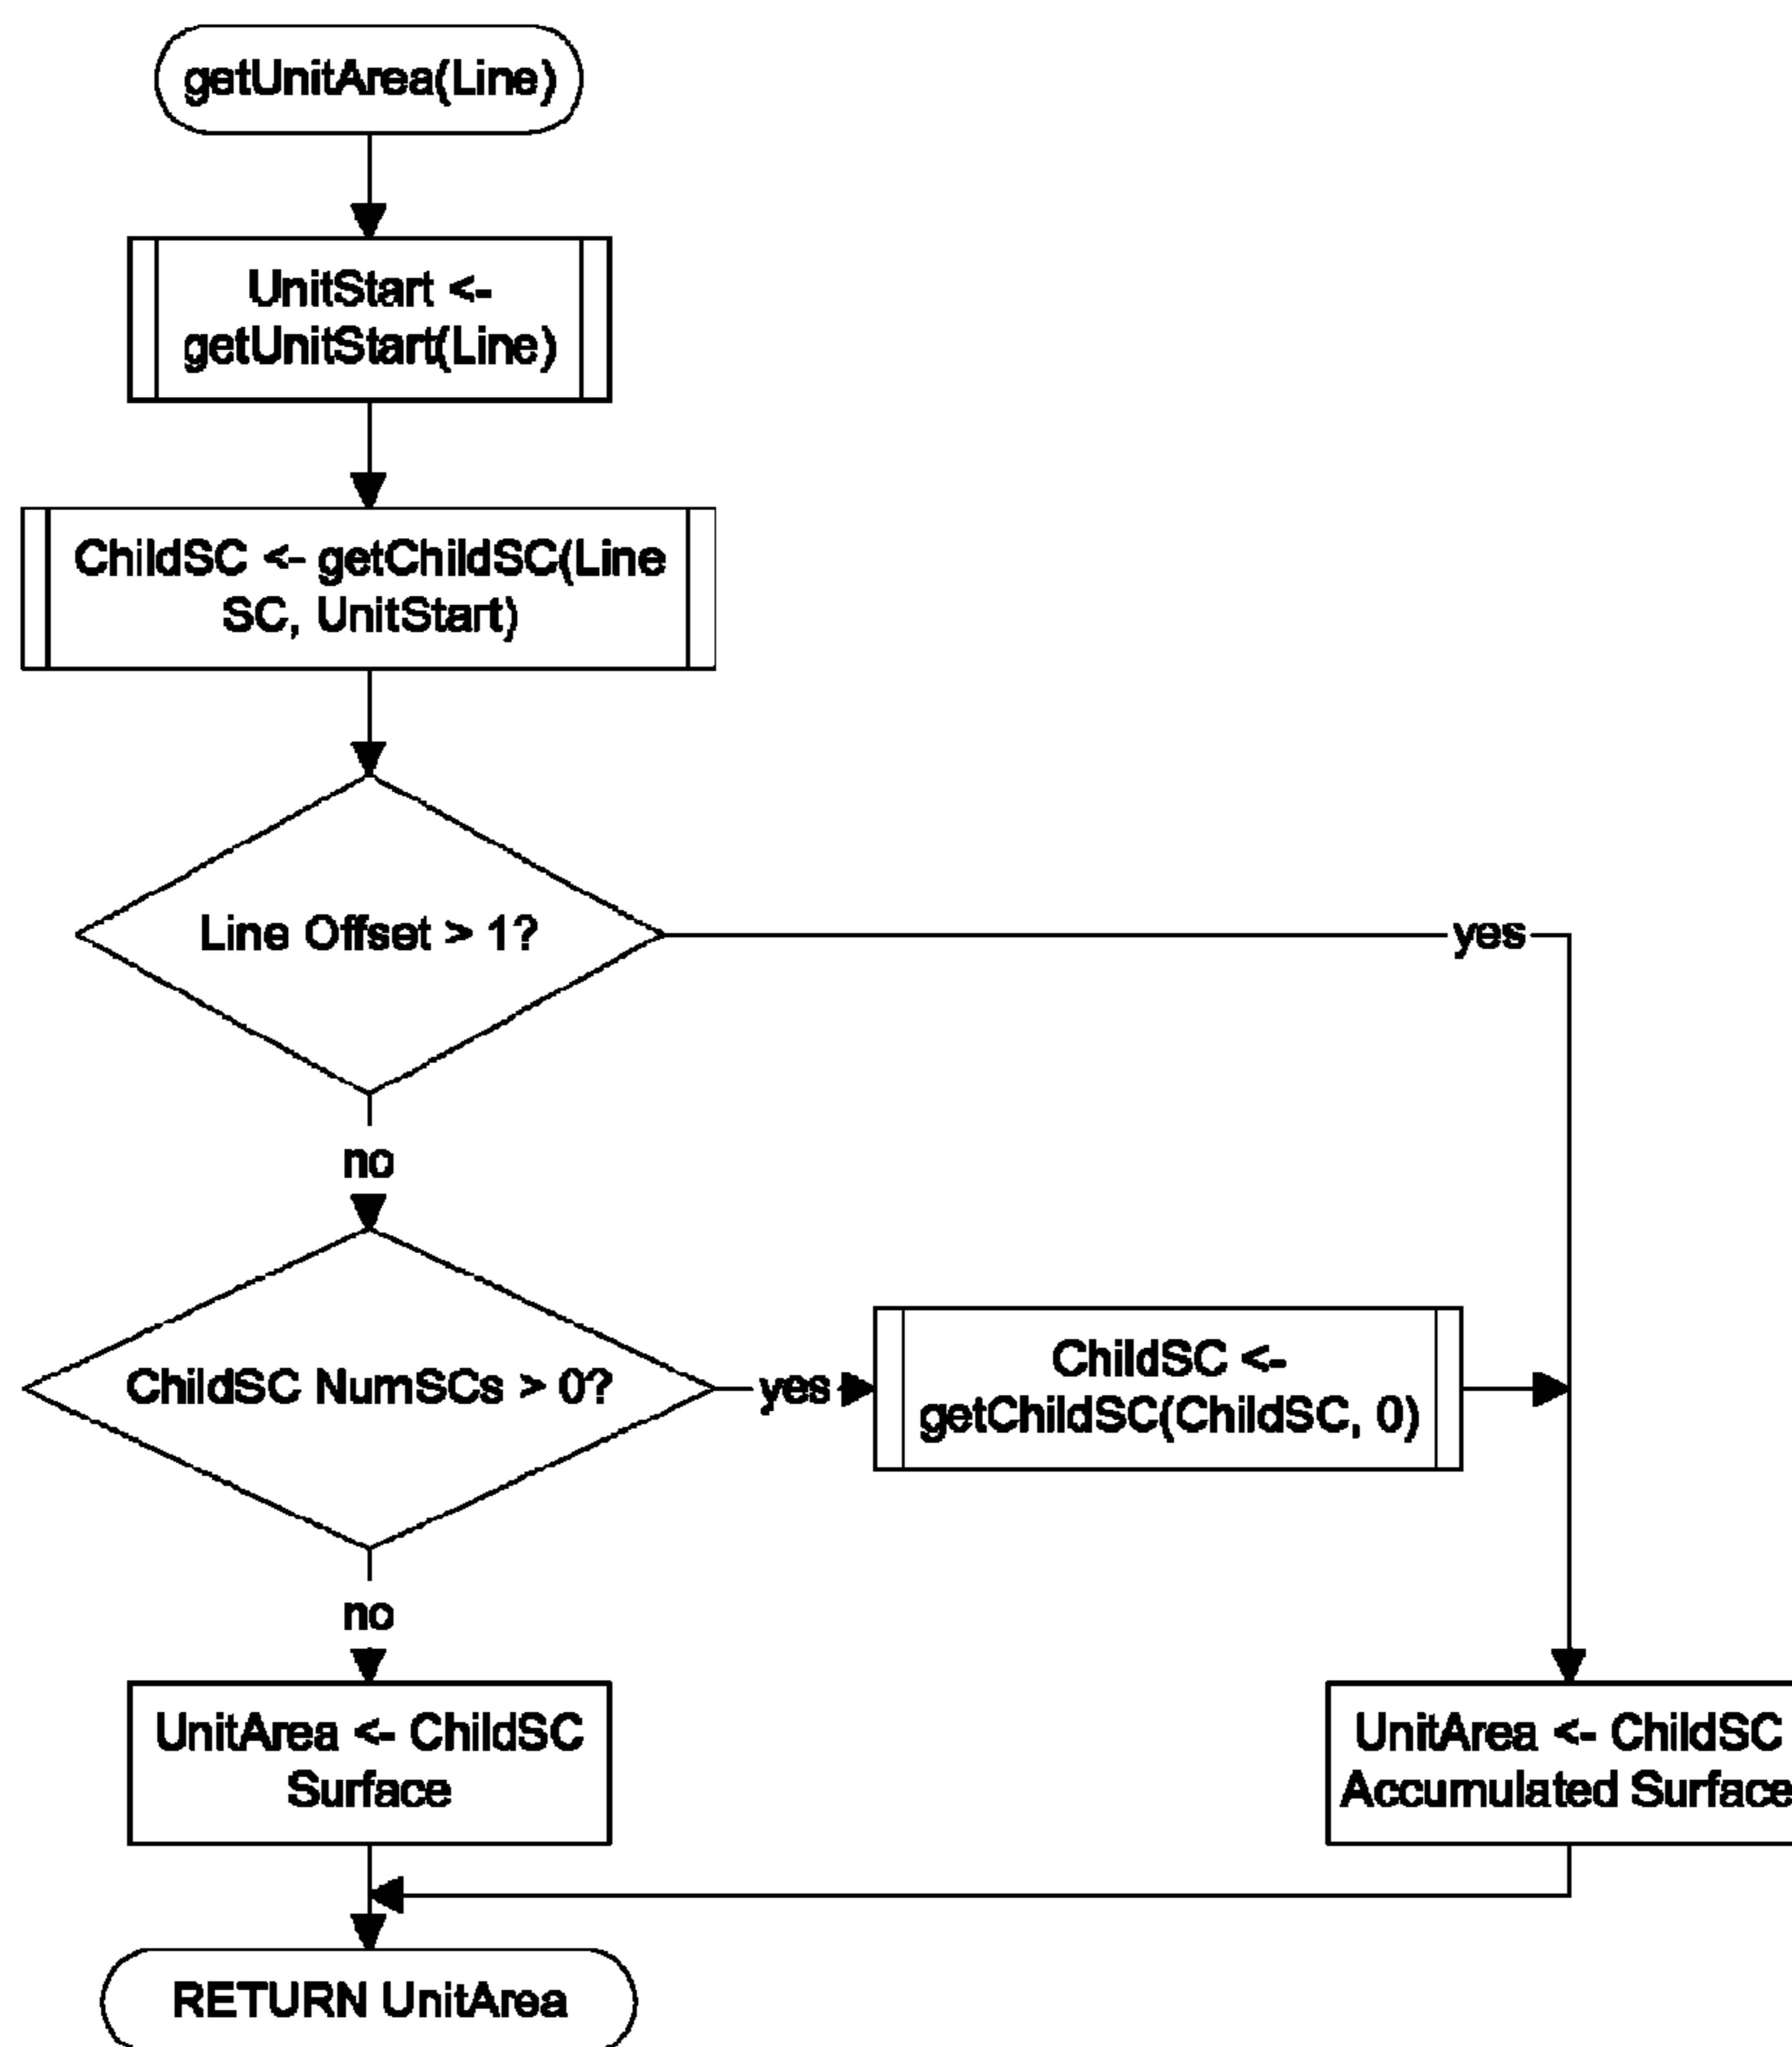 getUnitArea(Line)
UnitStart <-
getUnitStart(Line)
ChildSC <- getChildSC(Line
SC, UnitStart)
Line Offset > 1?
yes
no
ChildSC NumSCs > 0?
yes
ChildSC <-
getChildSC(ChildSC, 0)
no
UnitArea <- ChildSC
Surface
UnitArea <- ChildSC
Accumulated Surface
RETURN UnitArea